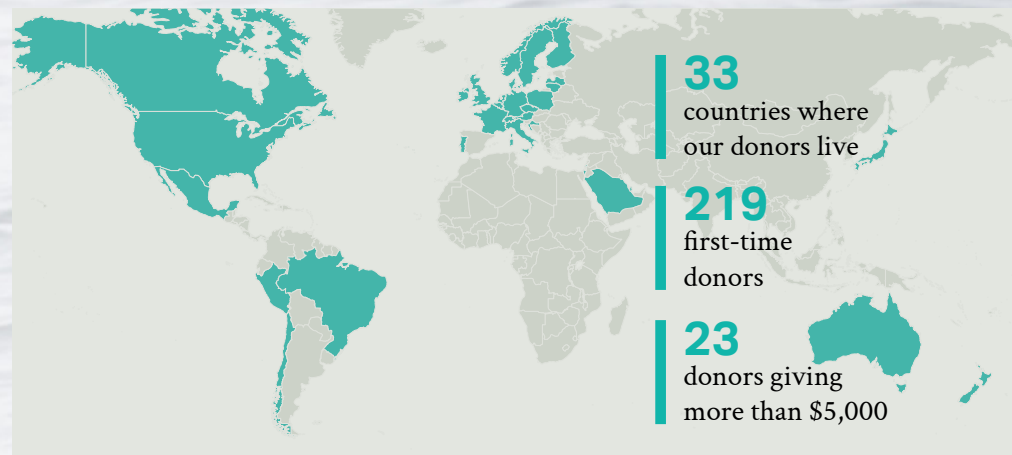 33
countries where
our donors live
219
first-time
donors
23
donors giving
more than $5,000